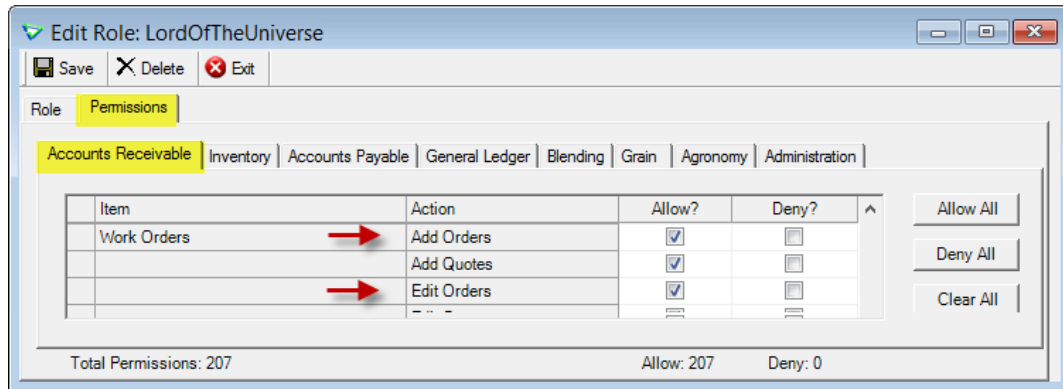 Edit Role: LordOfTheUniverse
Save Delete Exit
Role Permissions
Accounts Receivable Inventory Accounts Payable General Ledger Blending Grain Agronomy Administration
Item Action Allow? Deny? Allow All
Work Orders Add Orders
Add Quotes Deny All
Edit Orders Clear All
Total Permissions: 207 Allow: 207 Deny: 0